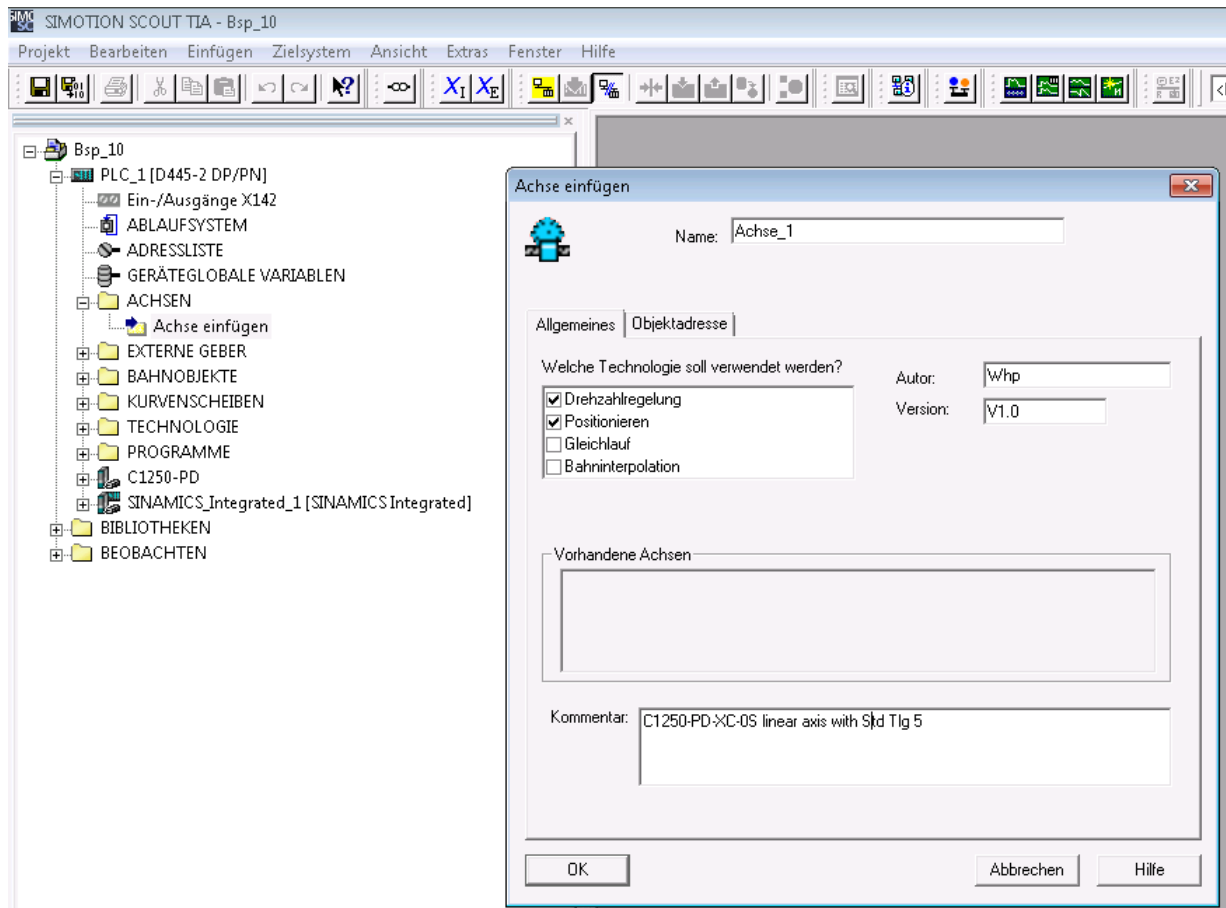 SIMOTION SCOUT TIA - Bsp_10
Projekt Bearbeiten Einfügen Zielsystem Ansicht Extras Fenster Hilfe
Bsp_10
PLC_1 [D445-2 DP/PN]
Ein-/Ausgänge X142
ABLAUFSYSTEM
ADRESSLISTE
GERÄTEGLOBALE VARIABLEN
ACHSEN
Achse einfügen
EXTERNE GEBER
BAHNOBJEKTE
KURVENSCHEIBEN
TECHNOLOGIE
PROGRAMME
C1250-PD
SINAMICS_Integrated_1 [SINAMICS Integrated]
BIBLIOTHEKEN
BEOBACHTEN
Achse einfügen
Name: Achse_1
Allgemeines Objektadresse
Welche Technologie soll verwendet werden?
Drehzahlregelung
Positionieren
Gleichlauf
Bahninterpolation
Autor: Whp
Version: V1.0
Vorhandene Achsen
Kommentar: C1250-PD-XC-0S linear axis with Std Tlg 5
OK Abbrechen Hilfe